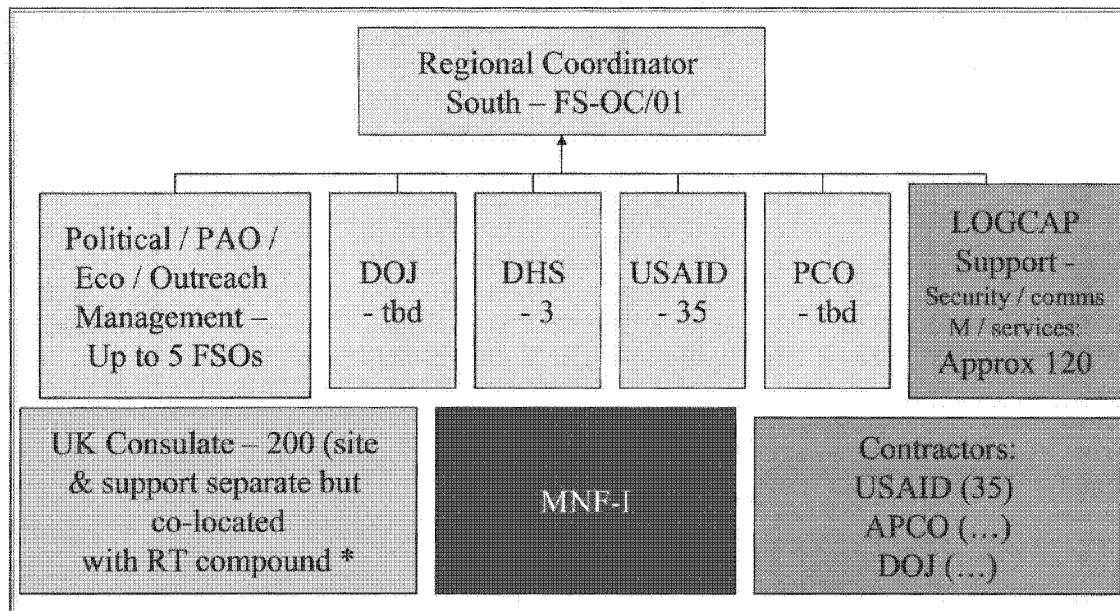 Regional Coordinator
South – FS-OC/01
Political / PAO /
Eco / Outreach
Management –
Up to 5 FSOs
DOJ
- tbd
DHS
- 3
USAID
- 35
PCO
- tbd
LOGCAP
Support -
Security / comms
M / services:
Approx 120
UK Consulate – 200 (site
& support separate but
co-located
with RT compound *
MNF-I
Contractors:
USAID (35)
APCO (…)
DOJ (…)